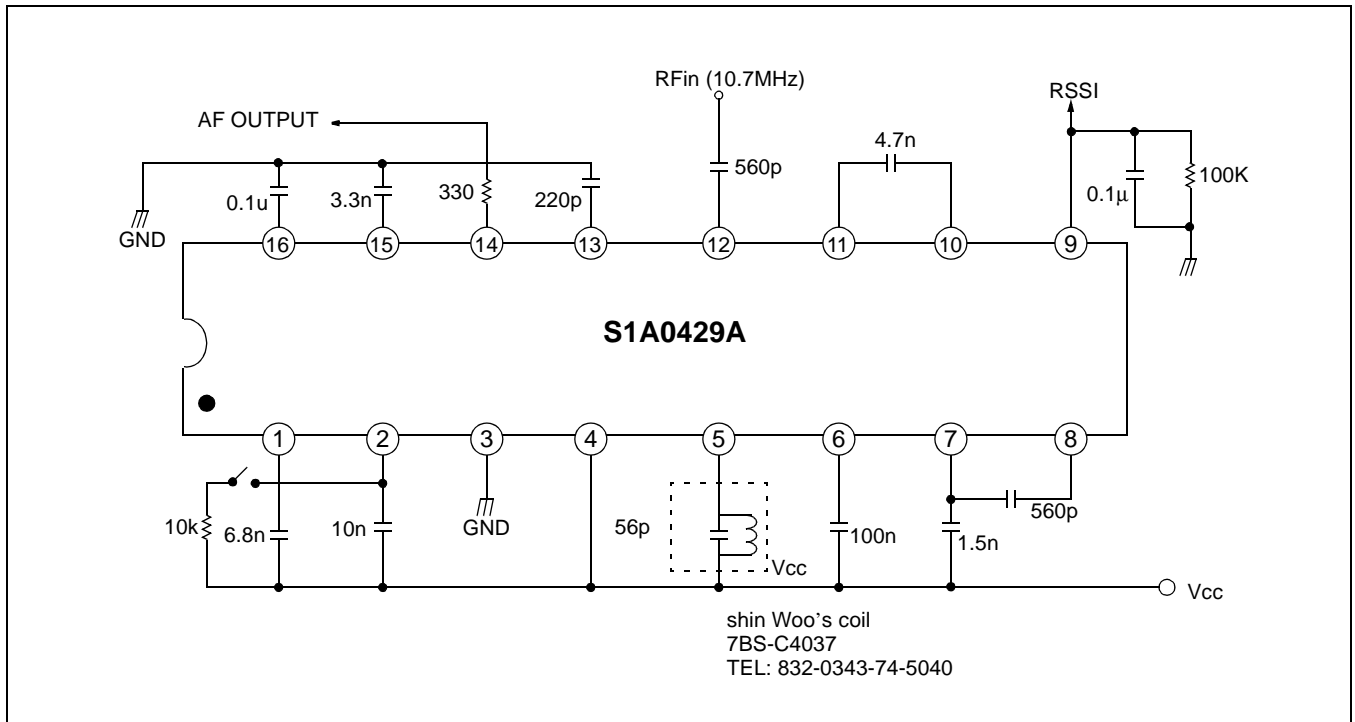 RFin (10.7MHz)
RSSI
AF OUTPUT
4.7n
560p
100K
0.1µ
0.1u
3.3n
330
220p
GND
16
15
14
13
12
11
10
9
S1A0429A
1
2
3
4
5
6
7
8
10k
6.8n
10n
GND
56p
100n
560p
1.5n
Vcc
Vcc
shin Woo's coil
7BS-C4037
TEL: 832-0343-74-5040